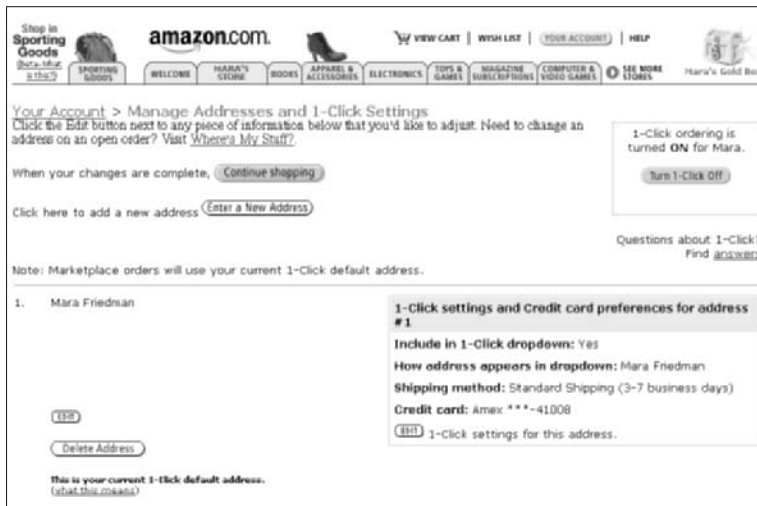 Shop in
Sporting
Goods
(Beta-What
is this?)
SPORTING
GOODS
amazon.com.
VIEW CART | WISH LIST | YOUR ACCOUNT | HELP
WELCOME
MARA'S
STORE
BOOKS
APPAREL &
ACCESSORIES
ELECTRONICS
TOYS &
GAMES
MAGAZINE
SUBSCRIPTIONS
COMPUTER &
VIDEO GAMES
SEE MORE
STORES
Mara's Gold Bo
Your Account > Manage Addresses and 1-Click Settings
Click the Edit button next to any piece of information below that you'd like to adjust. Need to change an
address on an open order? Visit Where's My Stuff?.
When your changes are complete, Continue shopping
Click here to add a new address Enter a New Address
1-Click ordering is
turned ON for Mara.
Turn 1-Click Off
Questions about 1-Click?
Find answers
Note: Marketplace orders will use your current 1-Click default address.
1. Mara Friedman
EDIT
Delete Address
This is your current 1-Click default address.
(what this means)
1-Click settings and Credit card preferences for address
#1
Include in 1-Click dropdown: Yes
How address appears in dropdown: Mara Friedman
Shipping method: Standard Shipping (3-7 business days)
Credit card: Amex ***-41008
EDIT 1-Click settings for this address.